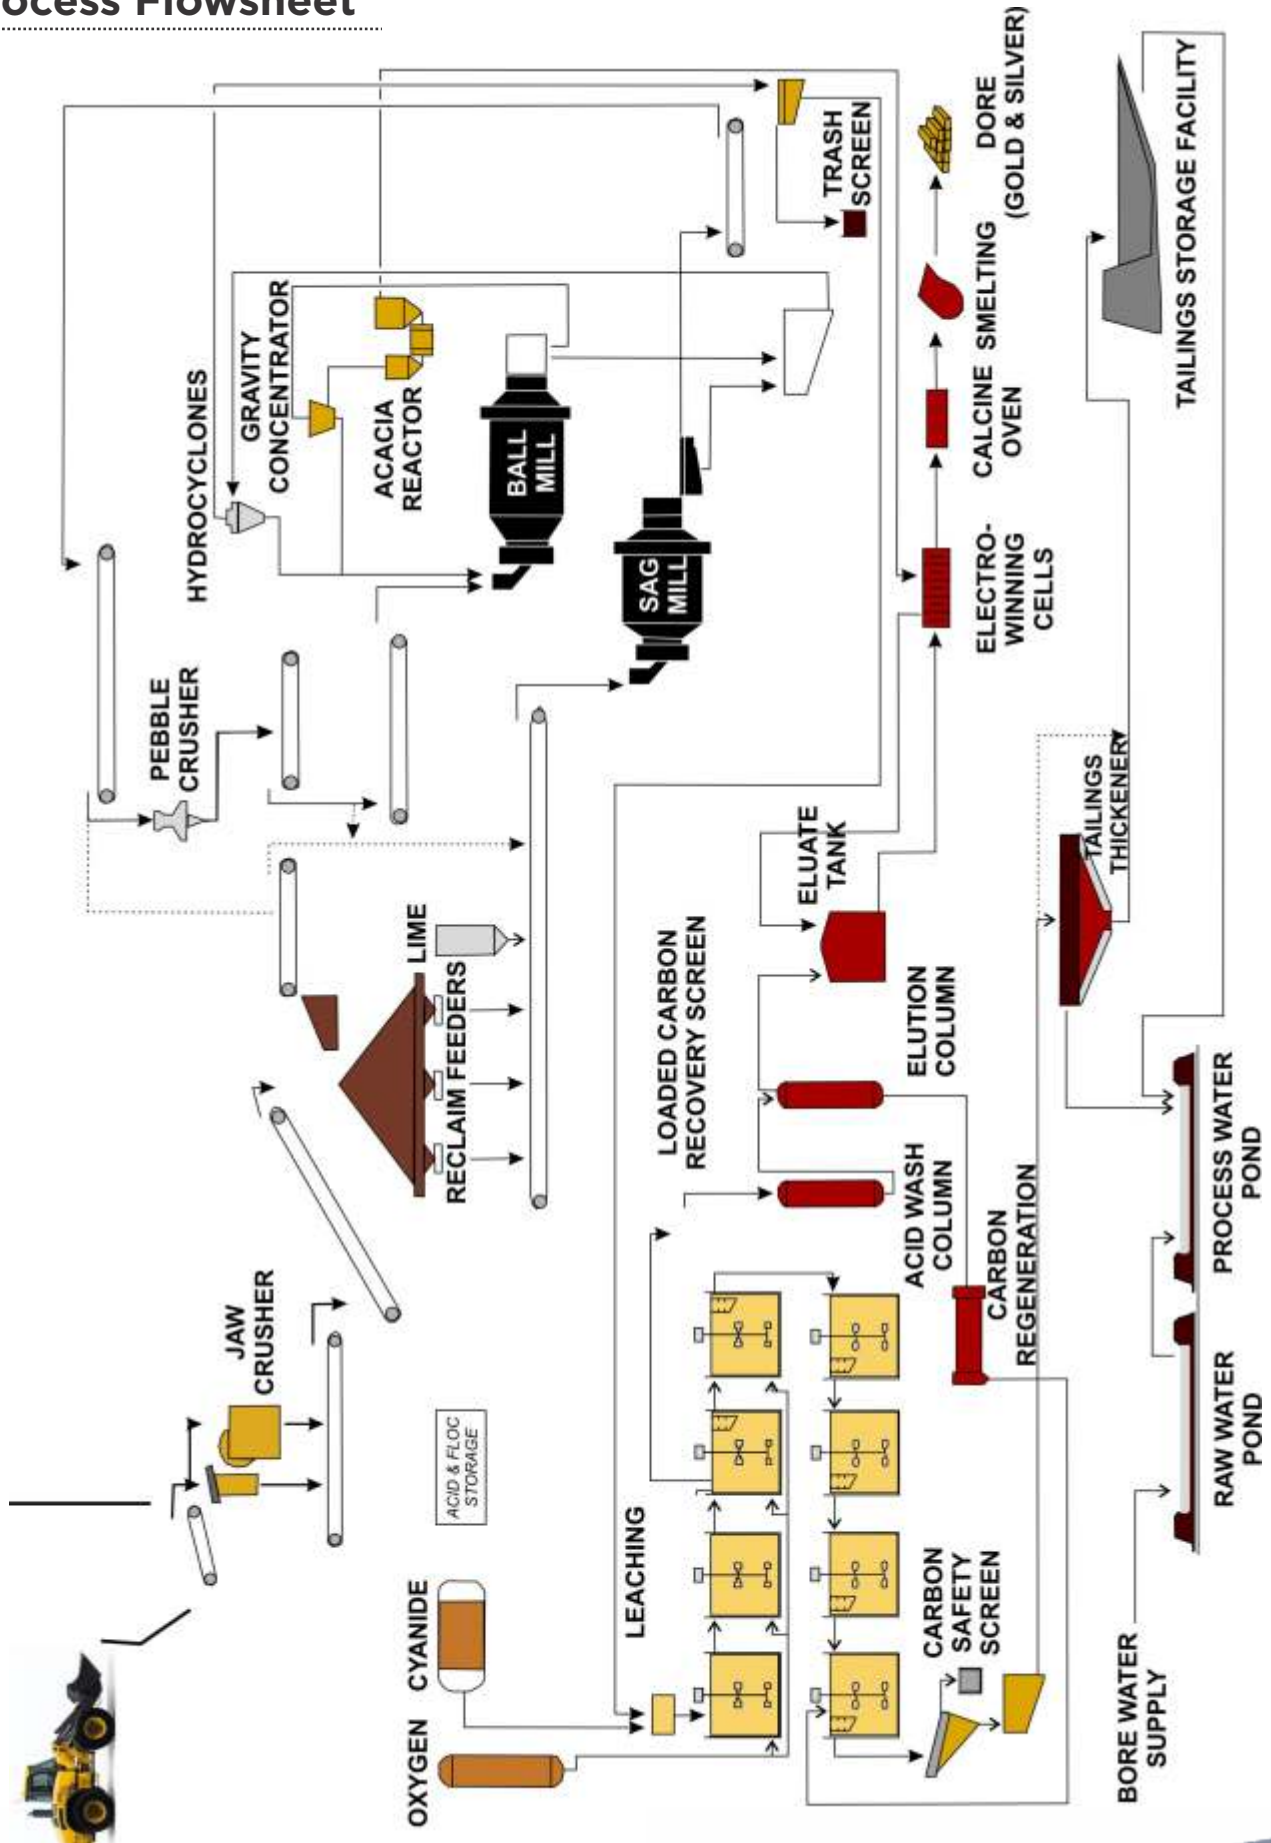 ocess Flowsheet
JAW
CRUSHER
PEBBLE
CRUSHER
HYDROCYCLONES
GRAVITY
CONCENTRATOR
ACACIA
REACTOR
BALL
MILL
SAG
MILL
TRASH
SCREEN
LIME
RECLAIM FEEDERS
ACID & FLOC
STORAGE
OXYGEN
CYANIDE
LEACHING
LOADED CARBON
RECOVERY SCREEN
ACID WASH
COLUMN
ELUTION
COLUMN
ELUATE
TANK
ELECTRO-
WINNING
CELLS
CALCINE
OVEN
SMELTING
DORE
(GOLD & SILVER)
CARBON
REGENERATION
CARBON
SAFETY
SCREEN
TAILINGS
THICKENER
TAILINGS STORAGE FACILITY
BORE WATER
SUPPLY
RAW WATER
POND
PROCESS WATER
POND